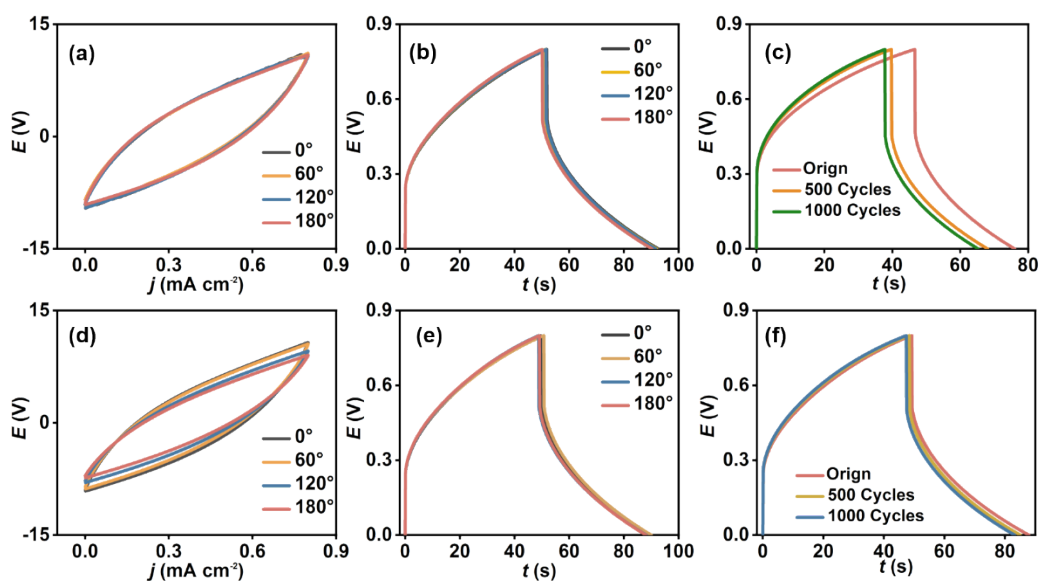 (a)
15
0
-15
E (V)
0.0 0.3 0.6 0.9
j (mA cm-2)
0°
60°
120°
180°
(b)
0.9
0.6
0.3
0.0
E (V)
0 20 40 60 80 100
t (s)
0°
60°
120°
180°
(c)
0.9
0.6
0.3
0.0
E (V)
0 20 40 60 80
t (s)
Orign
500 Cycles
1000 Cycles
(d)
15
0
-15
E (V)
0.0 0.3 0.6 0.9
j (mA cm-2)
0°
60°
120°
180°
(e)
0.9
0.6
0.3
0.0
E (V)
0 20 40 60 80 100
t (s)
0°
60°
120°
180°
(f)
0.9
0.6
0.3
0.0
E (V)
0 20 40 60 80
t (s)
Orign
500 Cycles
1000 Cycles